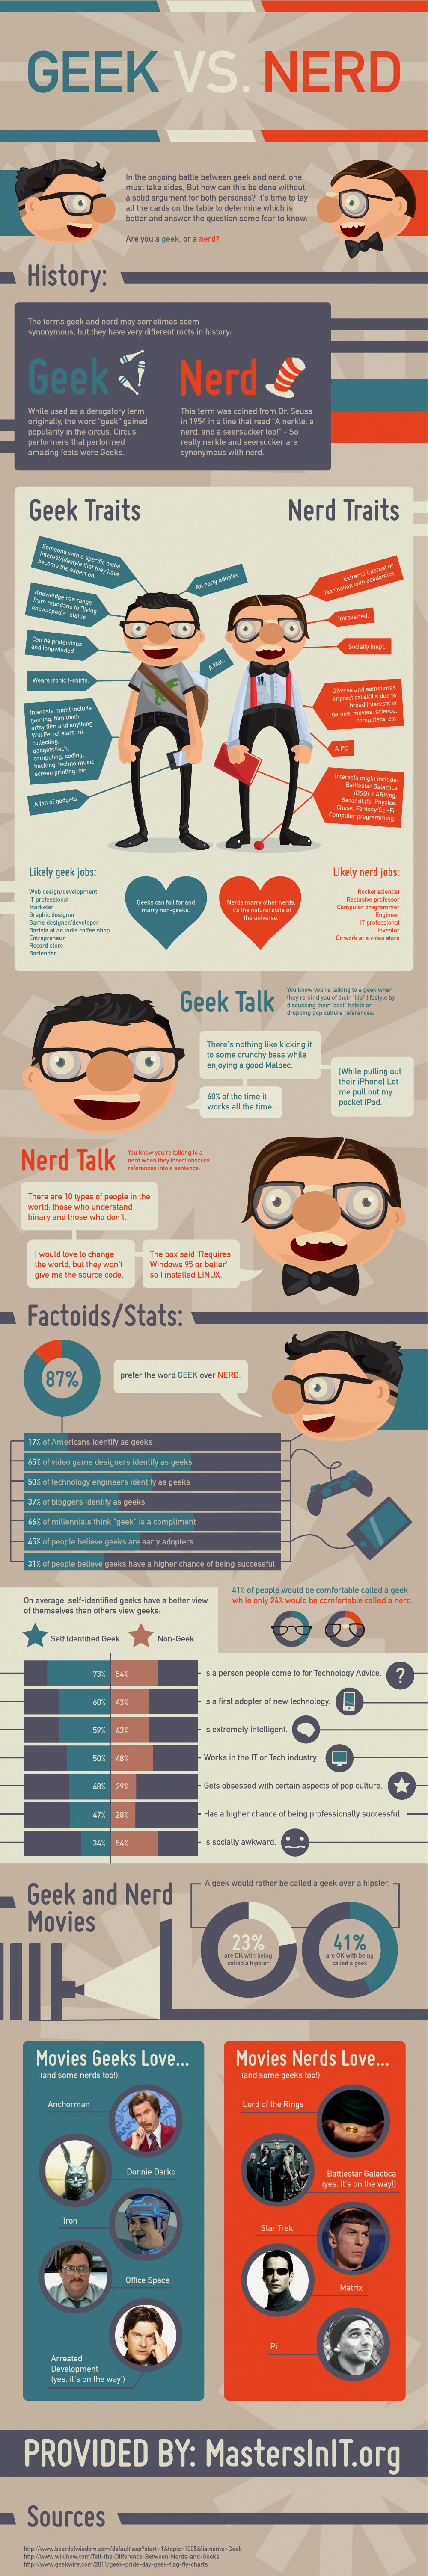 GEEK VS. NERD
In the ongoing battle between geek and nerd, one
must take sides. But how can this be done without
a solid argument for both personas? It's time to lay
all the cards on the table to determine which is
better and answer the question some fear to know:
Are you a geek, or a nerd?
History:
The terms geek and nerd may sometimes seem
synonymous, but they have very different roots in history:
Geek
While used as a derogatory term
originally, the word "geek" gained
popularity in the circus. Circus
performers that performed
amazing feats were Geeks.
Nerd
This term was coined from Dr. Seuss
in 1954 in a line that read "A nerkle, a
nerd, and a seersucker too!" - So
really nerkle and seersucker are
synonymous with nerd.
Geek Traits
Someone with a specific niche
interest/lifestyle that they have
become the expert on.
An early adopter.
Knowledge can range
from mundane to "living
encyclopedia" status.
Can be pretentious
and longwinded.
A Mac.
Wears ironic t-shirts.
Interests might include
gaming, film (both
artsy film and anything
Will Ferrel stars in),
collecting,
gadgets/tech,
computing, coding,
hacking, techno music,
screen printing, etc.
A fan of gadgets.
Nerd Traits
Extreme interest or
fascination with academics.
Introverted.
Socially Inept.
Diverse and sometimes
impractical skills due to
broad interests in
games, movies, science,
computers, etc.
A PC
Interests might include:
Battlestar Galactica
(BSG), LARPing,
SecondLife, Physics,
Chess, Fantasy/Sci-Fi,
Computer programming.
Likely geek jobs:
Web design/development
IT professional
Marketer
Graphic designer
Game designer/developer
Barista at an indie coffee shop
Entrepreneur
Record store
Bartender
Geeks can fall for and
marry non-geeks.
Nerds marry other nerds,
it's the natural state of
the universe.
Likely nerd jobs:
Rocket scientist
Reclusive professor
Computer programmer
Engineer
IT professional
Inventor
Or work at a video store
Geek Talk
You know you're talking to a geek when
they remind you of their "hip" lifestyle by
discussing their "cool" habits or
dropping pop culture references:
There's nothing like kicking it
to some crunchy bass while
enjoying a good Malbec.
60% of the time it
works all the time.
[While pulling out
their iPhone] Let
me pull out my
pocket iPad.
Nerd Talk
You know you're talking to a
nerd when they insert obscure
references into a sentence:
There are 10 types of people in the
world: those who understand
binary and those who don't.
I would love to change
the world, but they won't
give me the source code.
The box said 'Requires
Windows 95 or better'
so I installed LINUX.
Factoids/Stats:
87%
prefer the word GEEK over NERD.
17% of Americans identify as geeks
65% of video game designers identify as geeks
50% of technology engineers identify as geeks
37% of bloggers identify as geeks
66% of millennials think "geek" is a compliment
45% of people believe geeks are early adopters
31% of people believe geeks have a higher chance of being successful
41% of people would be comfortable called a geek
while only 24% would be comfortable called a nerd.
On average, self-identified geeks have a better view
of themselves than others view geeks:
Self Identified Geek
Non-Geek
73% 54% Is a person people come to for Technology Advice.
?
60% 43% Is a first adopter of new technology.
59% 43% Is extremely intelligent.
50% 48% Works in the IT or Tech industry.
48% 29% Gets obsessed with certain aspects of pop culture.
47% 28% Has a higher chance of being professionally successful.
34% 54% Is socially awkward.
Geek and Nerd
Movies
A geek would rather be called a geek over a hipster.
23%
are OK with being
called a hipster
41%
are OK with being
called a geek
Movies Geeks Love...
(and some nerds too!)
Anchorman
Donnie Darko
Tron
Office Space
Arrested
Development
(yes, it's on the way!)
Movies Nerds Love...
(and some geeks too!)
Lord of the Rings
Battlestar Galactica
(yes, it's on the way!)
Star Trek
Matrix
Pi
PROVIDED BY: MastersInIT.org
Sources
http://www.boardofwisdom.com/default.asp?start=1&topic=1005&listname=Geek
http://www.wikihow.com/Tell-the-Difference-Between-Nerds-and-Geeks
http://www.geekwire.com/2011/geek-pride-day-geek-flag-fly-charts